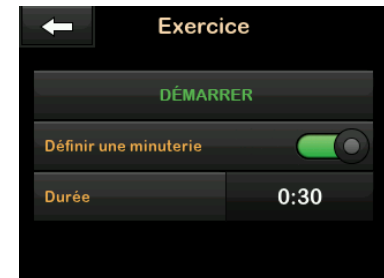 Exercice
DÉMARRER
Définir une minuterie
Durée
0:30